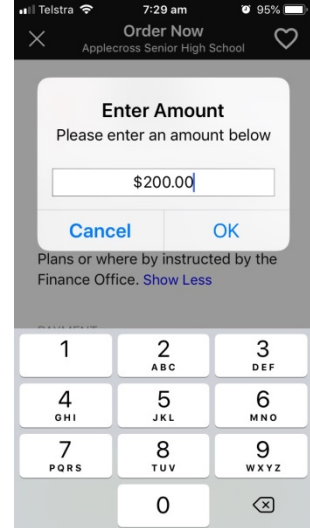 Telstra 7:29 am 95%
Order Now
Applecross Senior High School
Enter Amount
Please enter an amount below
$200.00
Cancel OK
Plans or where by instructed by the
Finance Office. Show Less
PAYMENT
1 2 3
ABC DEF
4 5 6
GHI JKL MNO
7 8 9
PQRS TUV WXYZ
0